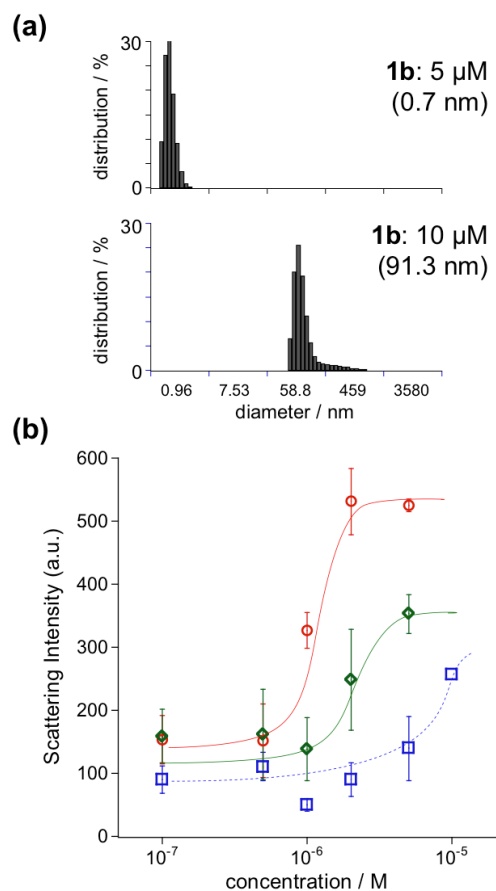 (a)
30
distribution / %
0
1b: 5 µM
(0.7 nm)
30
distribution / %
0
1b: 10 µM
(91.3 nm)
0.96 7.53 58.8 459 3580
diameter / nm
(b)
600
500
400
300
200
100
0
Scattering Intensity (a.u.)
10-7 10-6 10-5
concentration / M